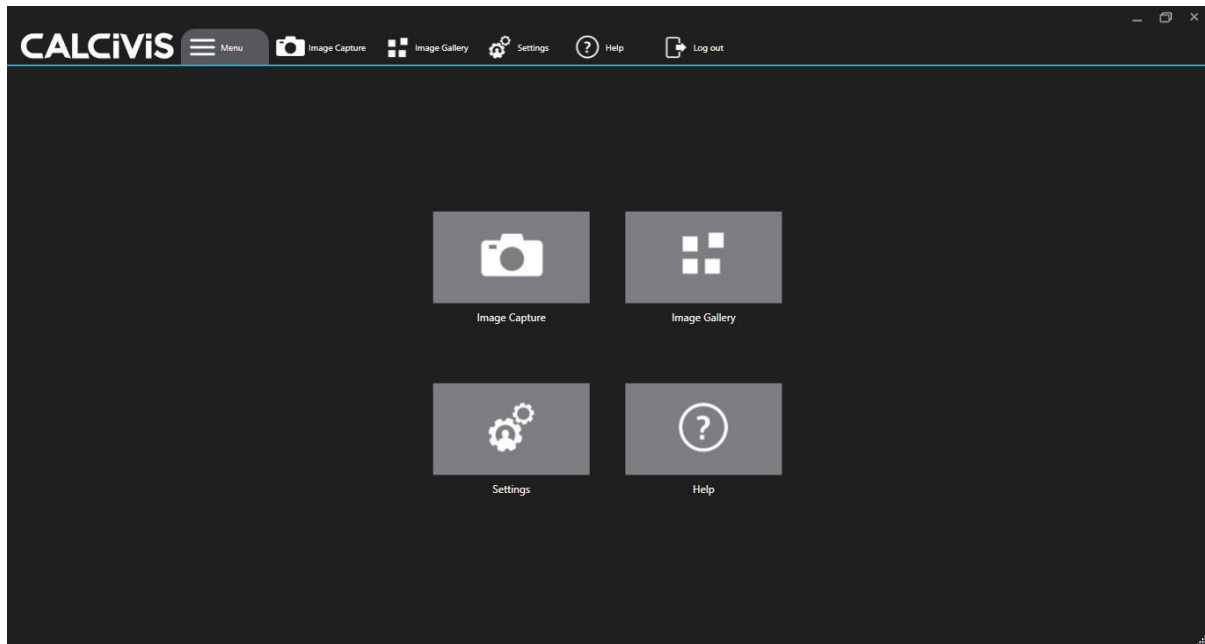 CALCiViS Menu Image Capture Image Gallery Settings ? Help Log out
Image Capture Image Gallery
?
Settings Help